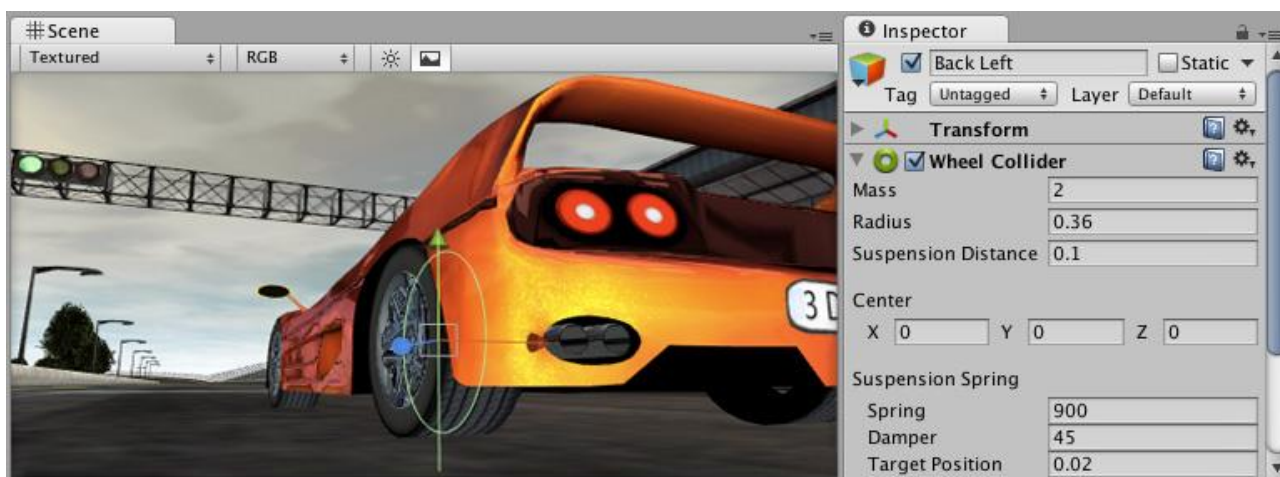 Scene
Textured RGB
3D
Inspector
Back Left Static
Tag Untagged Layer Default
Transform
Wheel Collider
Mass 2
Radius 0.36
Suspension Distance 0.1
Center
X 0 Y 0 Z 0
Suspension Spring
Spring 900
Damper 45
Target Position 0.02